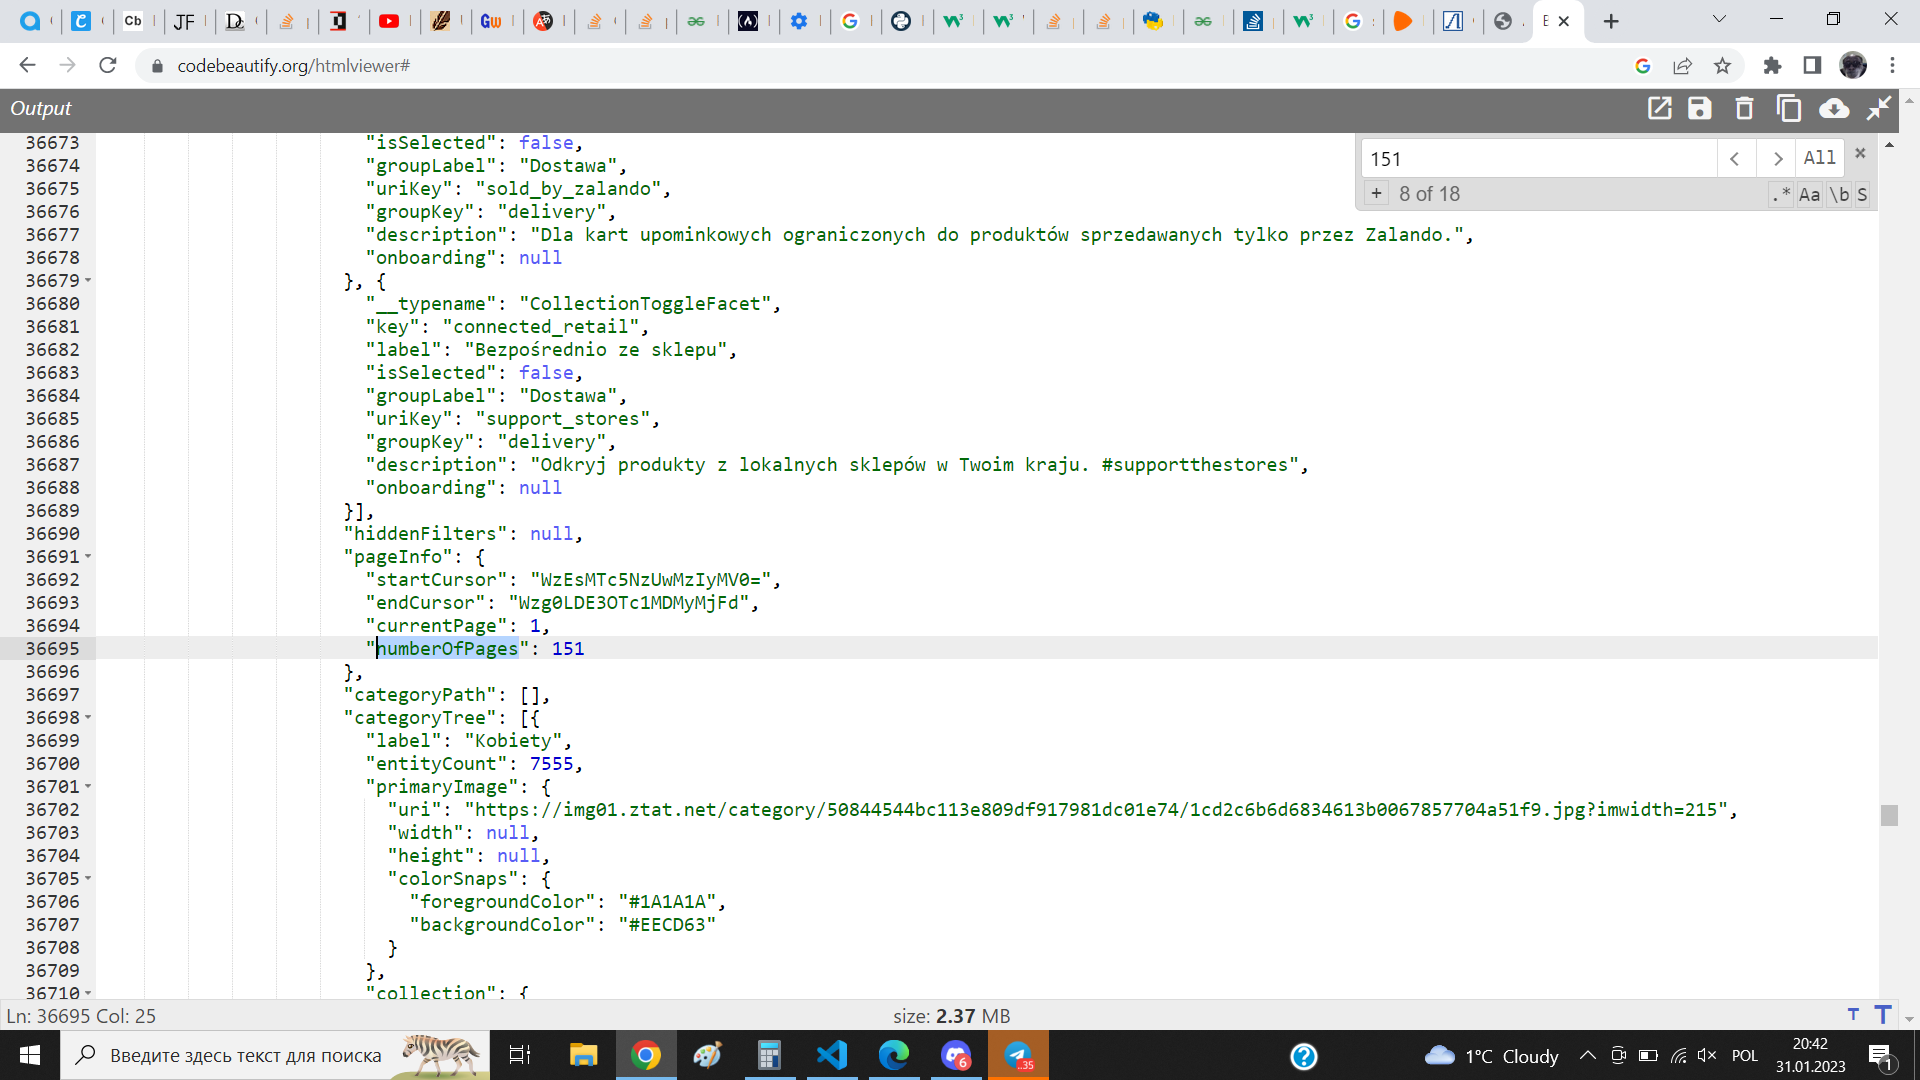 Cb
JF
Gw
codebeautify.org/htmlviewer#
Output
151
All
+ 8 of 18 .* Aa \b S
36673 "isSelected": false,
36674 "groupLabel": "Dostawa",
36675 "uriKey": "sold_by_zalando",
36676 "groupKey": "delivery",
36677 "description": "Dla kart upominkowych ograniczonych do produktów sprzedawanych tylko przez Zalando.",
36678 "onboarding": null
36679 }, {
36680 "__typename": "CollectionToggleFacet",
36681 "key": "connected_retail",
36682 "label": "Bezpośrednio ze sklepu",
36683 "isSelected": false,
36684 "groupLabel": "Dostawa",
36685 "uriKey": "support_stores",
36686 "groupKey": "delivery",
36687 "description": "Odkryj produkty z lokalnych sklepów w Twoim kraju. #supportthestores",
36688 "onboarding": null
36689 }],
36690 "hiddenFilters": null,
36691 "pageInfo": {
36692 "startCursor": "WzEsMTc5NzUwMzIyMV0=",
36693 "endCursor": "Wzg0LDE3OTc1MDMyMjFd",
36694 "currentPage": 1,
36695 "numberOfPages": 151
36696 },
36697 "categoryPath": [],
36698 "categoryTree": [{
36699 "label": "Kobiety",
36700 "entityCount": 7555,
36701 "primaryImage": {
36702 "uri": "https://img01.ztat.net/category/50844544bc113e809df917981dc01e74/1cd2c6b6d6834613b0067857704a51f9.jpg?imwidth=215",
36703 "width": null,
36704 "height": null,
36705 "colorSnaps": {
36706 "foregroundColor": "#1A1A1A",
36707 "backgroundColor": "#EECD63"
36708 }
36709 },
36710 "collection": {
Ln: 36695 Col: 25 size: 2.37 MB T T
Введите здесь текст для поиска
6
..35
1°C Cloudy
POL
20:42
31.01.2023
1